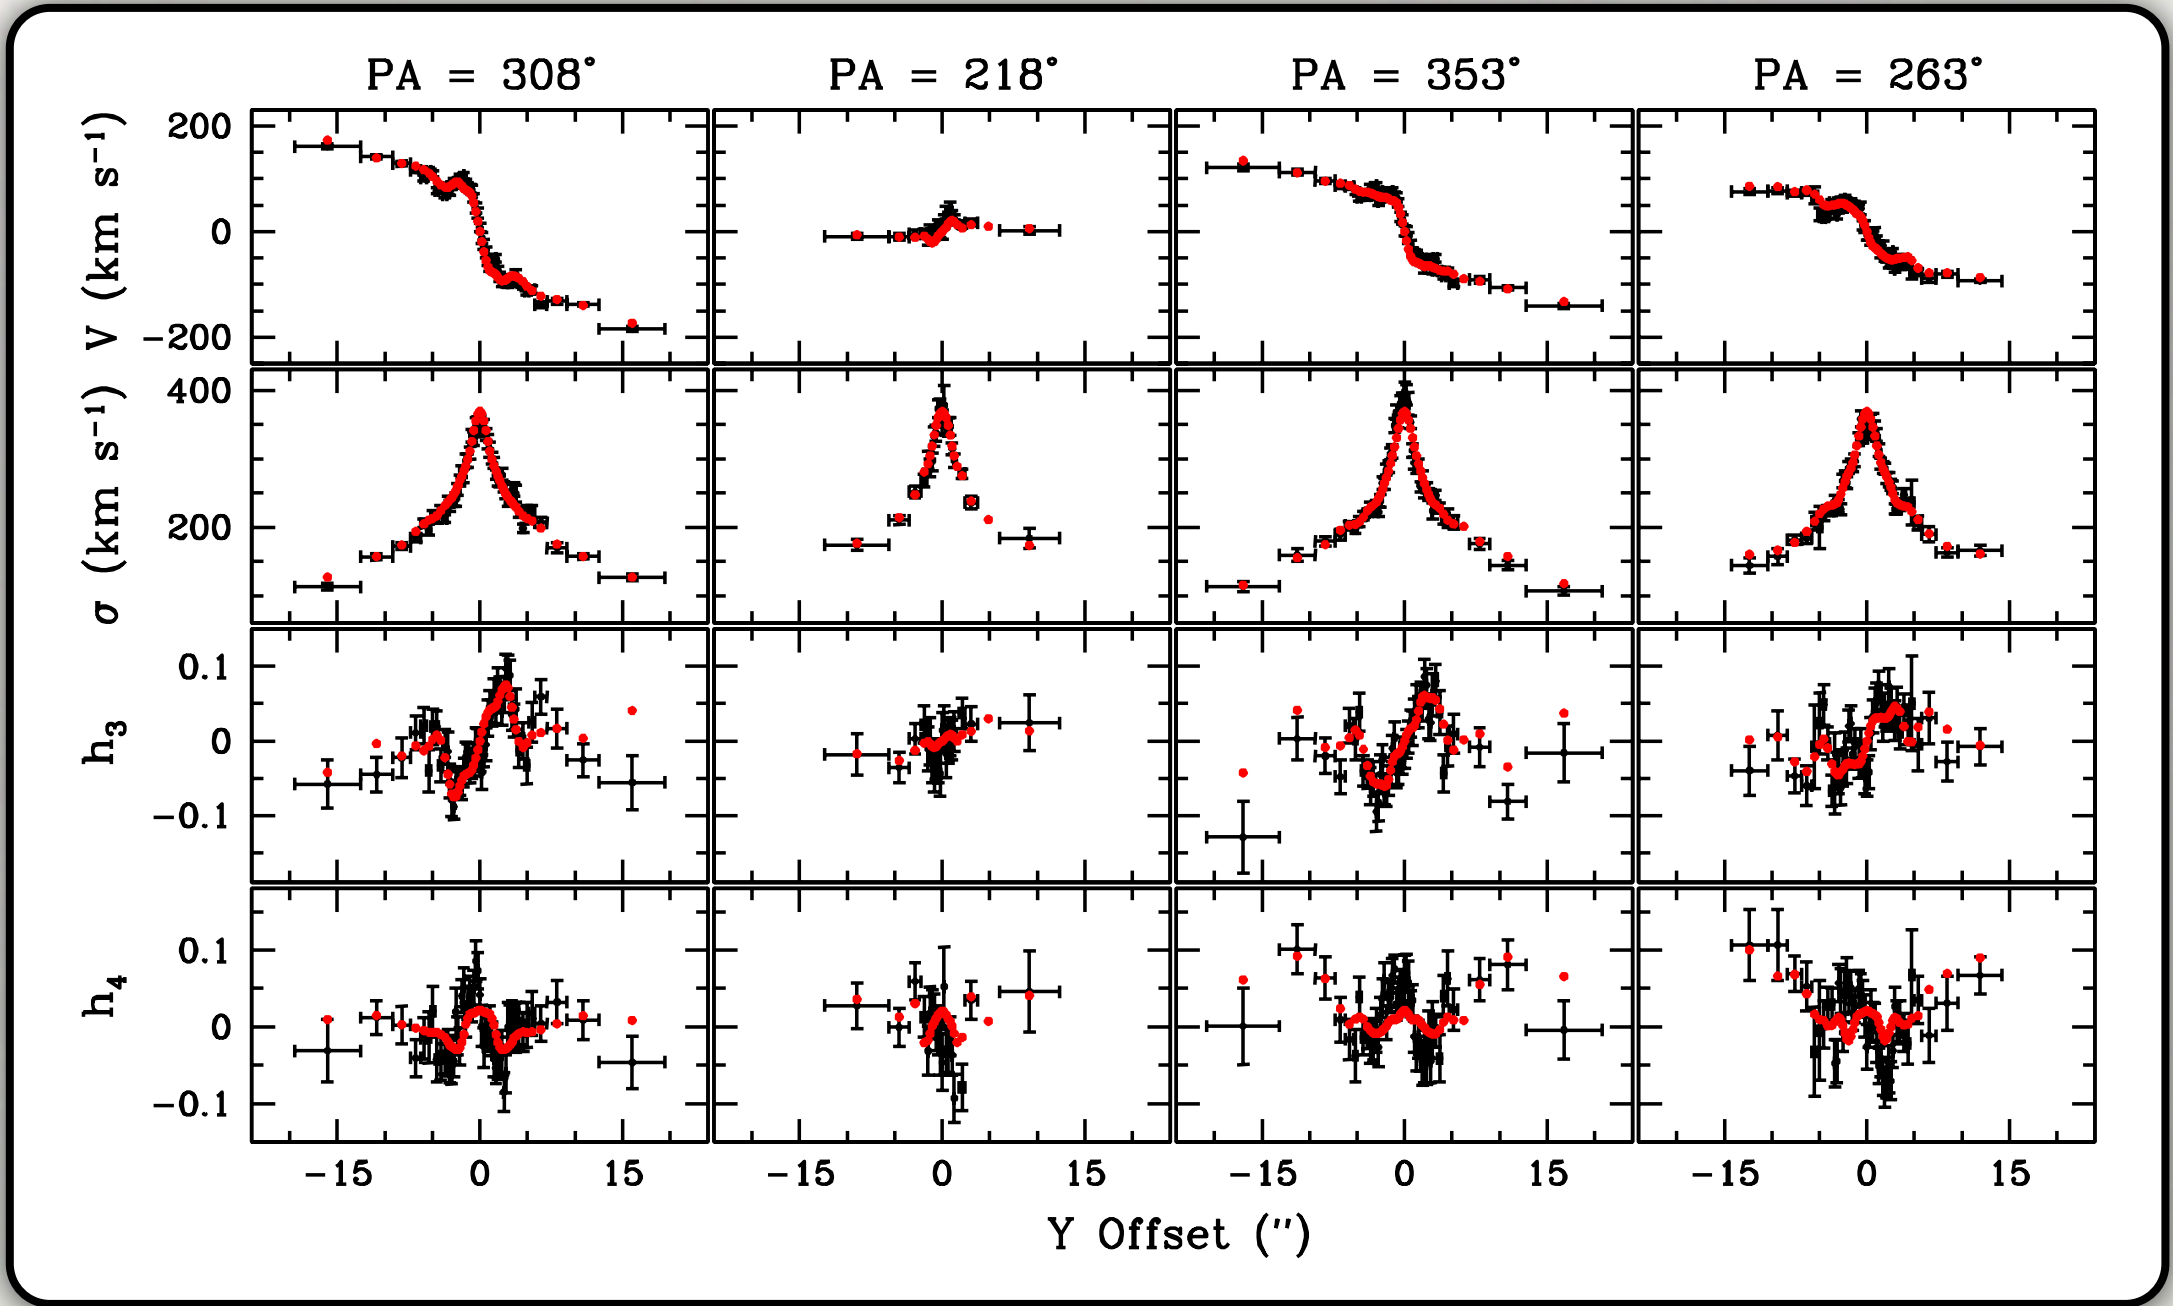 PA = 308° PA = 218° PA = 353° PA = 263°
V (km s⁻¹)
200
0
−200
σ (km s⁻¹)
400
200
h₃
0.1
0
−0.1
h₄
0.1
0
−0.1
−15 0 15 −15 0 15 −15 0 15 −15 0 15
Y Offset (″)